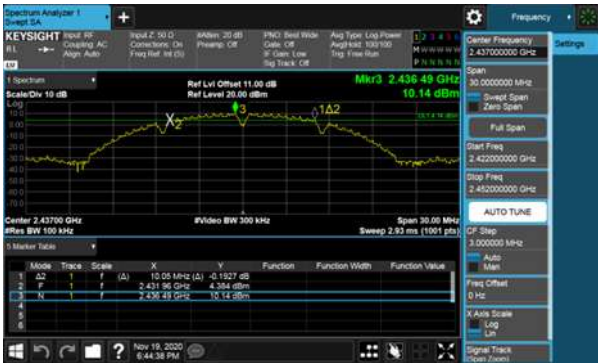 Spectrum Analyzer 1
Swept SA
+
Frequency
Settings
KEYSIGHT
Input: RF
Input Z: 50 Ω
#Atten: 20 dB
PNO: Best Wide
Avg Type: Log-Power
1 2 3 4 5 6
RL
Coupling: AC
Corrections: On
Preamp: Off
Gate: Off
Avg|Hold: 100/100
M W W W W W
Align: Auto
Freq Ref: Int (S)
IF Gain: Low
Trig: Free Run
P N N N N N
Sig Track: Off
1 Spectrum
Ref Lvl Offset 11.00 dB
Mkr3 2.436 49 GHz
Scale/Div 10 dB
Ref Level 20.00 dBm
10.14 dBm
Log
10.0
0.00
-10.0
-20.0
-30.0
-40.0
-50.0
-60.0
-70.0
2
3
1Δ2
Center 2.43700 GHz
#Video BW 300 kHz
Span 30.00 MHz
#Res BW 100 kHz
Sweep 2.93 ms (1001 pts)
5 Marker Table
Mode Trace Scale X Y Function Function Width Function Value
1 Δ2 1 f (Δ) 10.05 MHz (Δ) -0.1927 dB
2 F 1 f 2.431 96 GHz 4.384 dBm
3 N 1 f 2.436 49 GHz 10.14 dBm
4
5
6
Center Frequency
2.437000000 GHz
Span
30.0000000 MHz
Swept Span
Zero Span
Full Span
Start Freq
2.422000000 GHz
Stop Freq
2.452000000 GHz
AUTO TUNE
CF Step
3.000000 MHz
Auto
Man
Freq Offset
0 Hz
X Axis Scale
Log
Lin
Signal Track
(Span Zoom)
?
Nov 19, 2020
6:44:38 PM